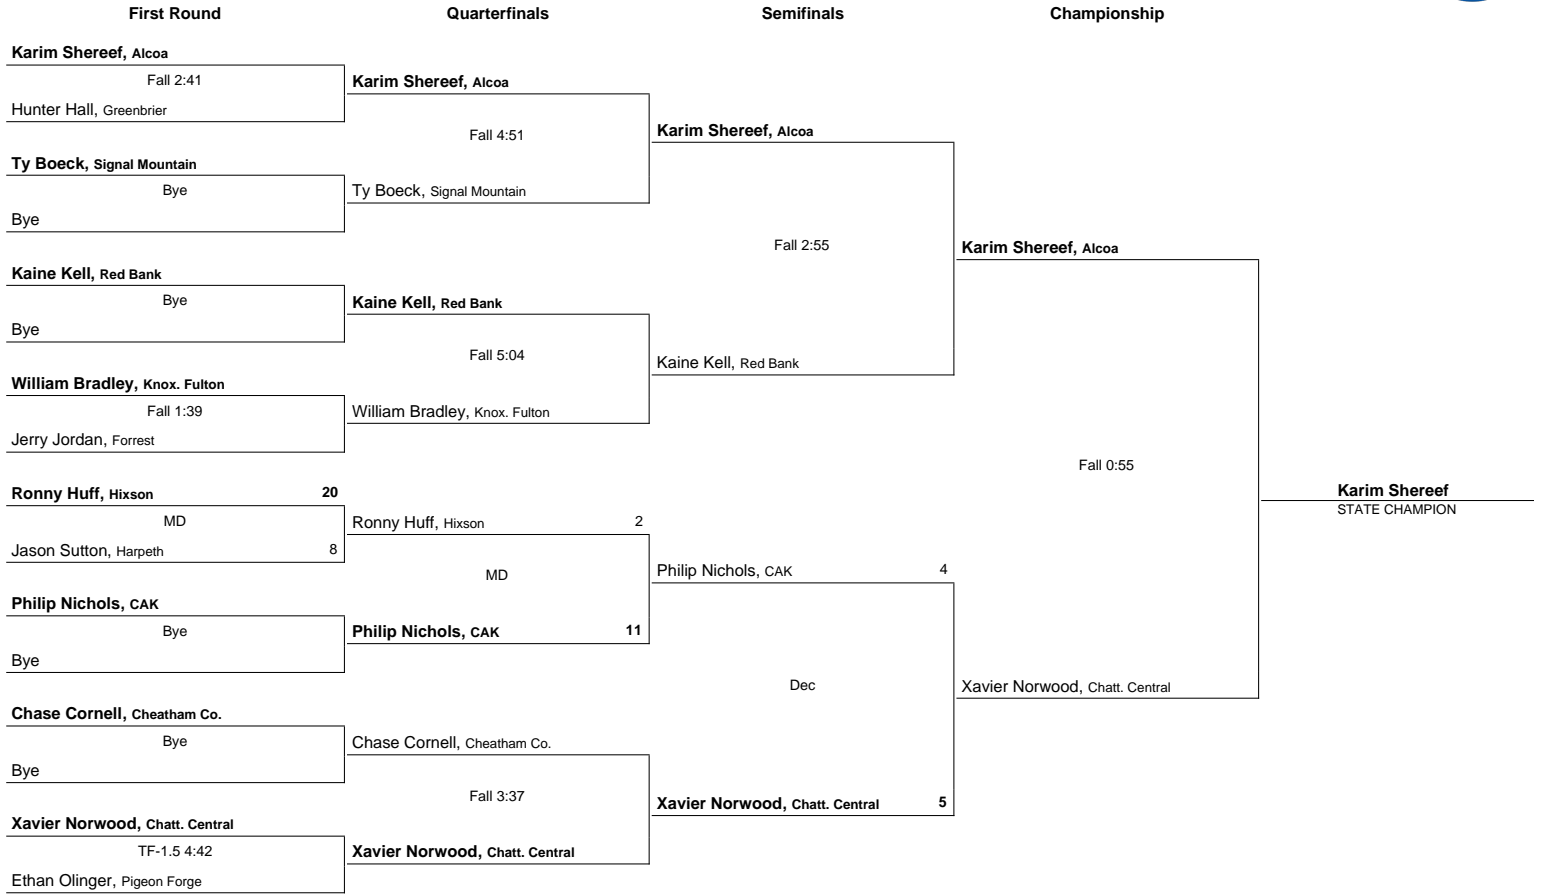 First Round Quarterfinals Semifinals Championship
Karim Shereef, Alcoa
Fall 2:41
Hunter Hall, Greenbrier
Ty Boeck, Signal Mountain
Bye
Bye
Kaine Kell, Red Bank
Bye
Bye
William Bradley, Knox. Fulton
Fall 1:39
Jerry Jordan, Forrest
Ronny Huff, Hixson 20
MD
Jason Sutton, Harpeth 8
Philip Nichols, CAK
Bye
Bye
Chase Cornell, Cheatham Co.
Bye
Bye
Xavier Norwood, Chatt. Central
TF-1.5 4:42
Ethan Olinger, Pigeon Forge
Karim Shereef, Alcoa
Fall 4:51
Ty Boeck, Signal Mountain
Kaine Kell, Red Bank
Fall 5:04
William Bradley, Knox. Fulton
Ronny Huff, Hixson 2
MD
Philip Nichols, CAK 11
Chase Cornell, Cheatham Co.
Fall 3:37
Xavier Norwood, Chatt. Central
Karim Shereef, Alcoa
Fall 2:55
Kaine Kell, Red Bank
Philip Nichols, CAK 4
Dec
Xavier Norwood, Chatt. Central 5
Karim Shereef, Alcoa
Fall 0:55
Xavier Norwood, Chatt. Central
Karim Shereef
STATE CHAMPION